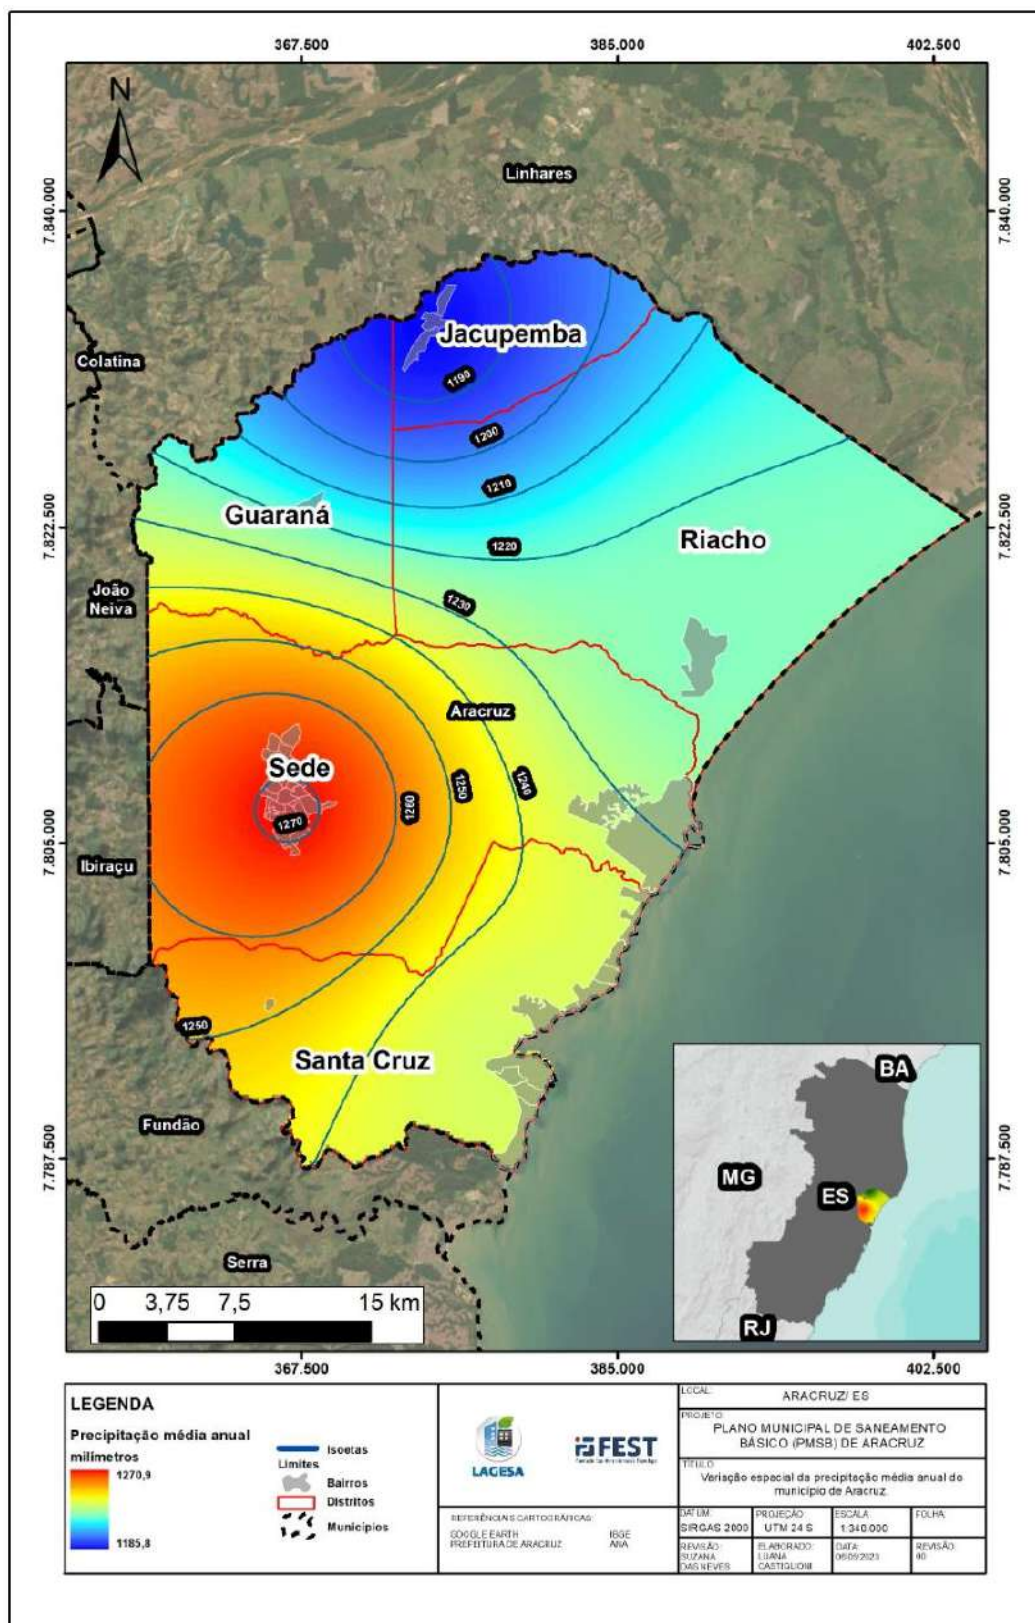 367.500 385.000 402.500
N
Linhares
7.840.000 7.840.000
Jacupemba
Colatina
1190
1200
1210
Guaraná
7.822.500 7.822.500
Riacho
1220
João
Neiva
1230
Aracruz
Sede
1240
1250
1260
1270
7.805.000 7.805.000
Ibiraçu
1250
Santa Cruz
BA
Fundão
7.787.500 7.787.500
MG
ES
Serra
0 3,75 7,5 15 km
RJ
367.500 385.000 402.500
LEGENDA
Precipitação média anual
milímetros
1270,9
1185,8
Isoetas
Limites
Bairros
Distritos
Municípios
LAGESA
FEST
REFERÊNCIAS CARTOGRÁFICAS:
GOOGLE EARTH IBGE
PREFEITURA DE ARACRUZ ANA
LOCAL:
ARACRUZ/ ES
PROJETO:
PLANO MUNICIPAL DE SANEAMENTO
BÁSICO (PMSB) DE ARACRUZ
TÍTULO:
Variação espacial da precipitação média anual do
município de Aracruz.
DATUM: PROJEÇÃO: ESCALA: FOLHA:
SIRGAS 2000 UTM 24 S 1:340.000
REVISÃO: ELABORADO: DATA: REVISÃO:
SUZANA LUANA 00
DAS NEVES CASTIGLIONI